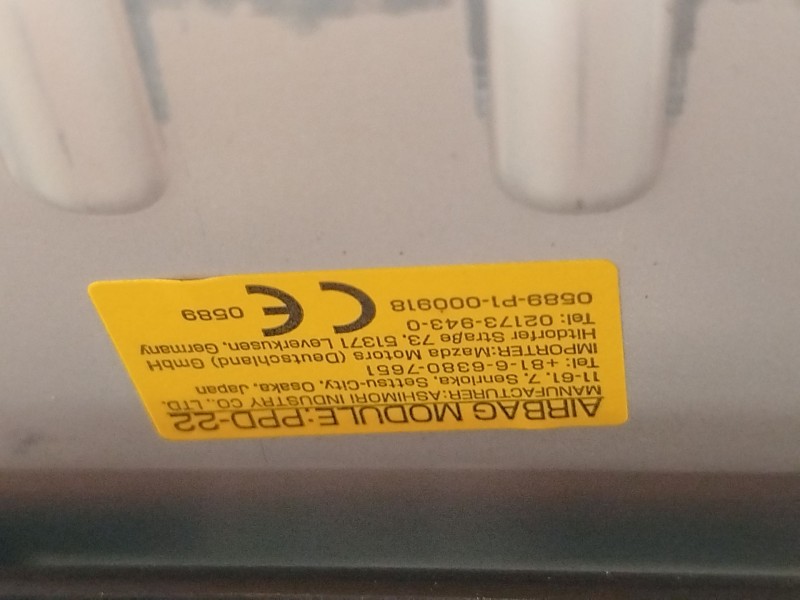 AIRBAG MODULE:PPD-22
MANUFACTURER:ASHIMORI INDUSTRY CO., LTD.
11-61, 7, Senrioka, Settsu-City, Osaka, Japan
Tel: +81-6-6380-7651
IMPORTER:Mazda Motors (Deutschland) GmbH
Hitdorfer Straße 73, 51371 Leverkusen, Germany
Tel: 02173-943-0
0589-P1-000918 CE 0589